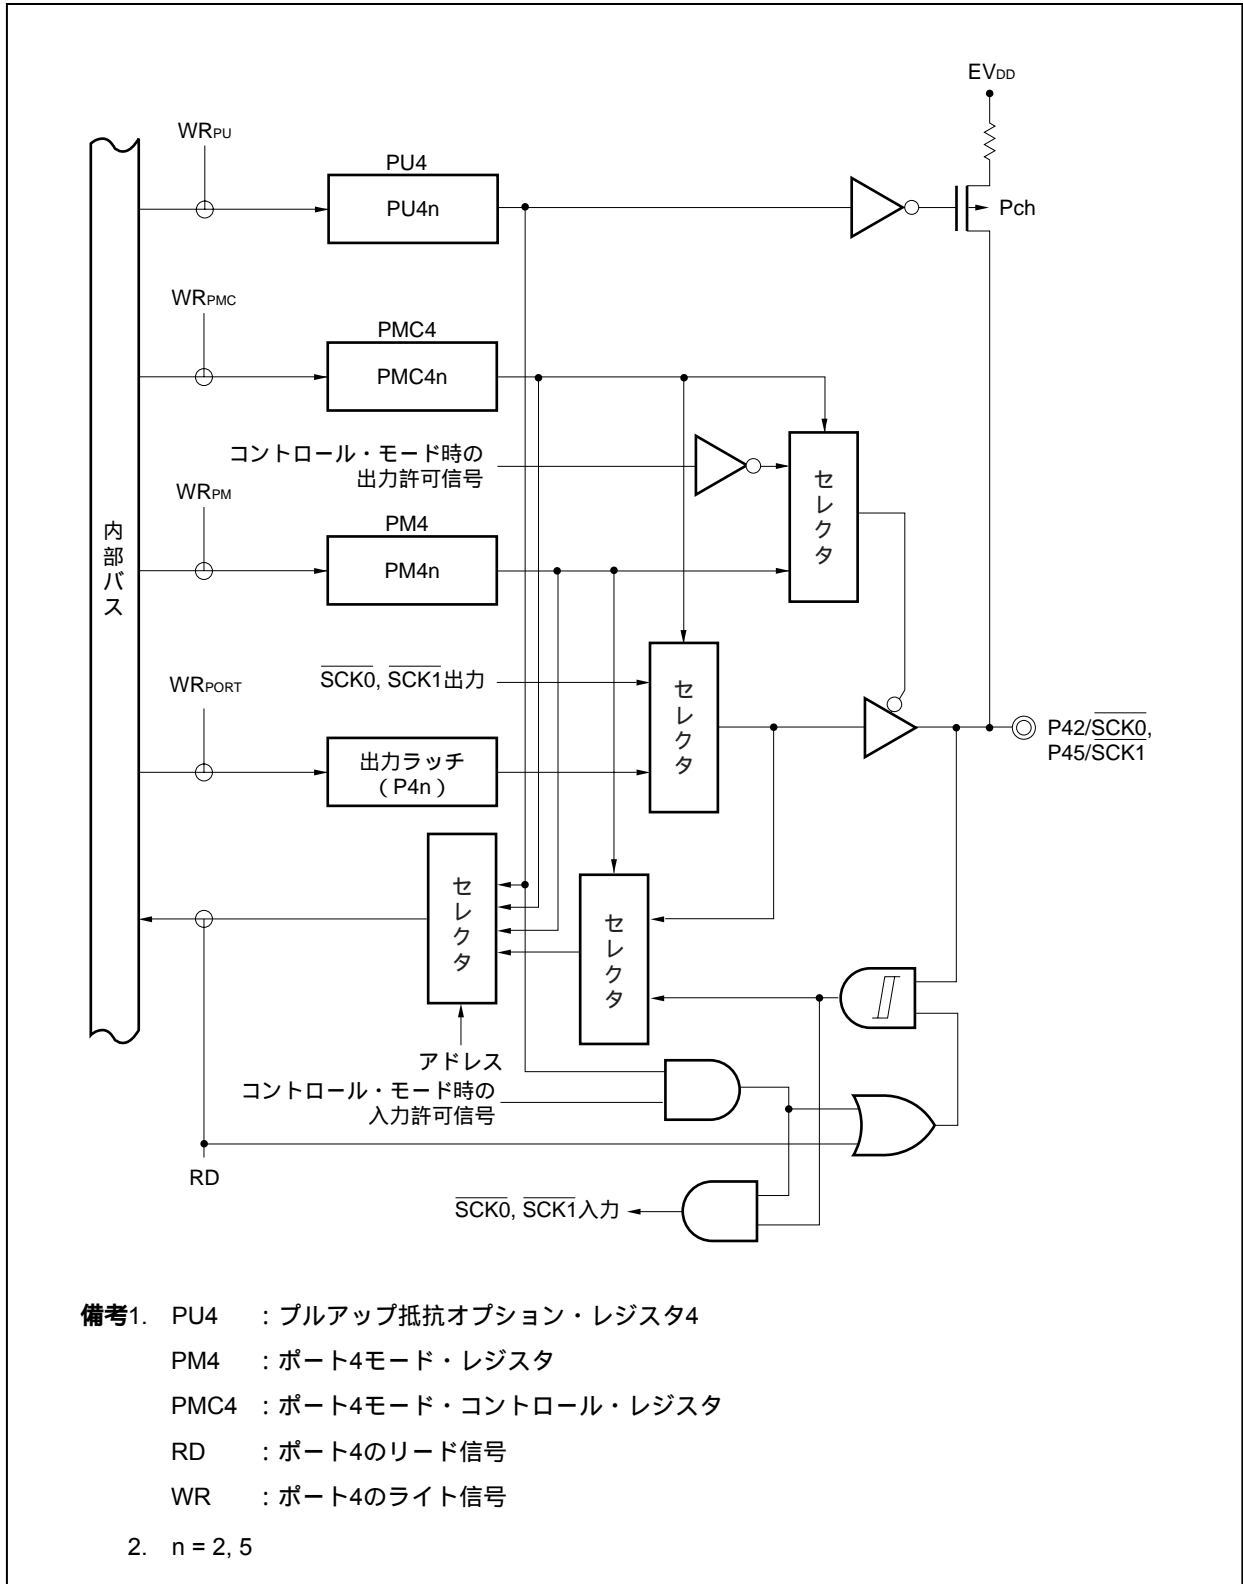 EVDD
WRPU
PU4
PU4n
Pch
WRPMC
PMC4
PMC4n
コントロール・モード時の
出力許可信号
セレクタ
WRPM
PM4
PM4n
内部バス
SCK0, SCK1出力
セレクタ
WRPORT
出力ラッチ
(P4n)
P42/SCK0,
P45/SCK1
セレクタ
セレクタ
アドレス
コントロール・モード時の
入力許可信号
RD
SCK0, SCK1入力
備考1. PU4 :プルアップ抵抗オプション・レジスタ4
PM4 :ポート4モード・レジスタ
PMC4 :ポート4モード・コントロール・レジスタ
RD :ポート4のリード信号
WR :ポート4のライト信号
2. n = 2, 5